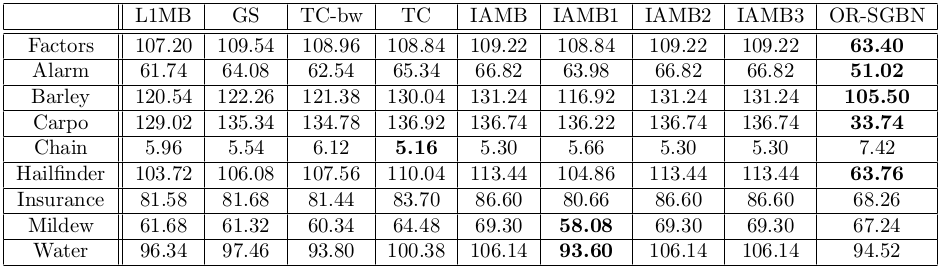 L1MB GS TC-bw TC IAMB IAMB1 IAMB2 IAMB3 OR-SGBN
Factors 107.20 109.54 108.96 108.84 109.22 108.84 109.22 109.22 63.40
Alarm 61.74 64.08 62.54 65.34 66.82 63.98 66.82 66.82 51.02
Barley 120.54 122.26 121.38 130.04 131.24 116.92 131.24 131.24 105.50
Carpo 129.02 135.34 134.78 136.92 136.74 136.22 136.74 136.74 33.74
Chain 5.96 5.54 6.12 5.16 5.30 5.66 5.30 5.30 7.42
Hailfinder 103.72 106.08 107.56 110.04 113.44 104.86 113.44 113.44 63.76
Insurance 81.58 81.68 81.44 83.70 86.60 80.66 86.60 86.60 68.26
Mildew 61.68 61.32 60.34 64.48 69.30 58.08 69.30 69.30 67.24
Water 96.34 97.46 93.80 100.38 106.14 93.60 106.14 106.14 94.52